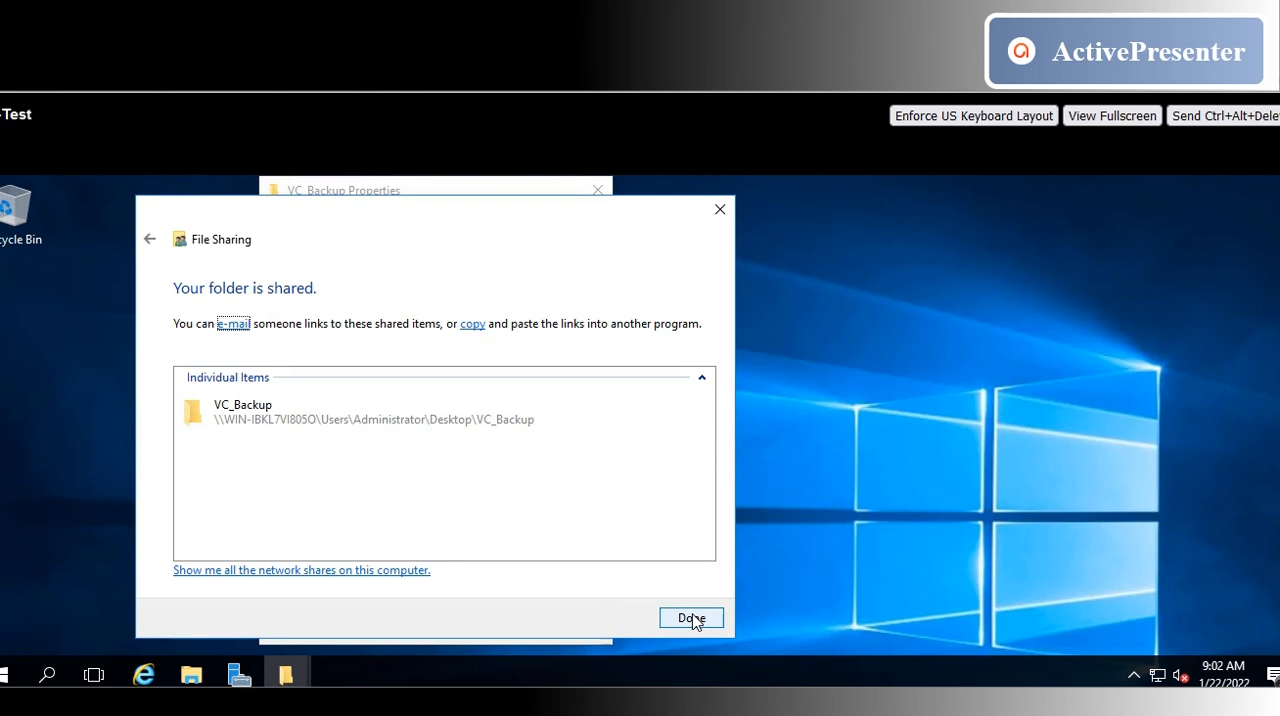 ActivePresenter
-Test
Enforce US Keyboard Layout
View Fullscreen
Send Ctrl+Alt+Dele
VC_Backup Properties
cycle Bin
File Sharing
Your folder is shared.
You can e-mail someone links to these shared items, or copy and paste the links into another program.
Individual Items
VC_Backup
\\WIN-IBKL7VI805O\Users\Administrator\Desktop\VC_Backup
Show me all the network shares on this computer.
Done
9:02 AM
1/22/2022